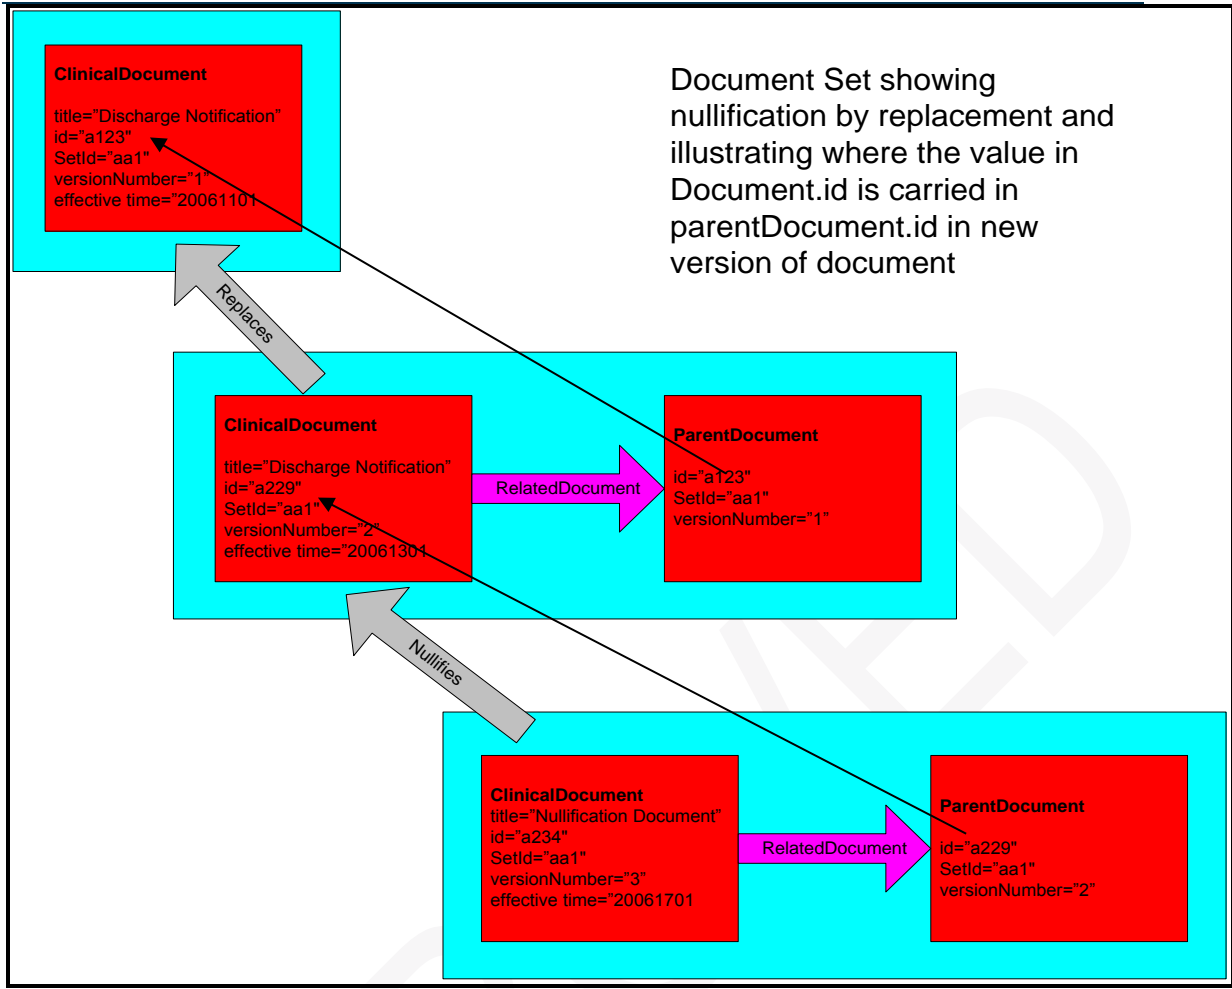 ClinicalDocument
title=”Discharge Notification”
id=”a123"
SetId=”aa1"
versionNumber=”1”
effective time=”20061101
Document Set showing
nullification by replacement and
illustrating where the value in
Document.id is carried in
parentDocument.id in new
version of document
Replaces
ClinicalDocument
title=”Discharge Notification”
id=”a229"
SetId=”aa1"
versionNumber=”2”
effective time=”20061301
RelatedDocument
ParentDocument
id=”a123"
SetId=”aa1"
versionNumber=”1”
Nullifies
ClinicalDocument
title=”Nullification Document”
id=”a234"
SetId=”aa1"
versionNumber=”3”
effective time=”20061701
RelatedDocument
ParentDocument
id=”a229"
SetId=”aa1"
versionNumber=”2”